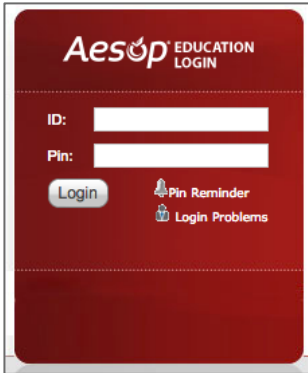 Aesop EDUCATION
LOGIN
ID:
Pin:
Login
Pin Reminder
Login Problems